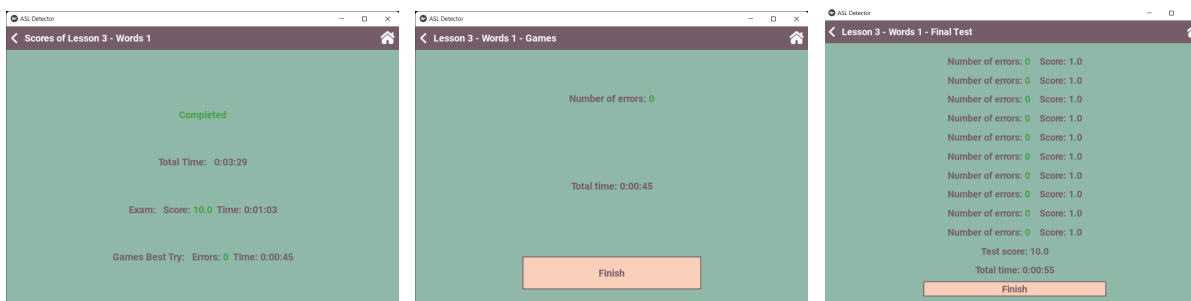 ASL Detector
Scores of Lesson 3 - Words 1
Completed
Total Time: 0:03:29
Exam: Score: 10.0 Time: 0:01:03
Games Best Try: Errors: 0 Time: 0:00:45
ASL Detector
Lesson 3 - Words 1 - Games
Number of errors: 0
Total time: 0:00:45
Finish
ASL Detector
Lesson 3 - Words 1 - Final Test
Number of errors: 0 Score: 1.0
Number of errors: 0 Score: 1.0
Number of errors: 0 Score: 1.0
Number of errors: 0 Score: 1.0
Number of errors: 0 Score: 1.0
Number of errors: 0 Score: 1.0
Number of errors: 0 Score: 1.0
Number of errors: 0 Score: 1.0
Number of errors: 0 Score: 1.0
Number of errors: 0 Score: 1.0
Test score: 10.0
Total time: 0:00:55
Finish